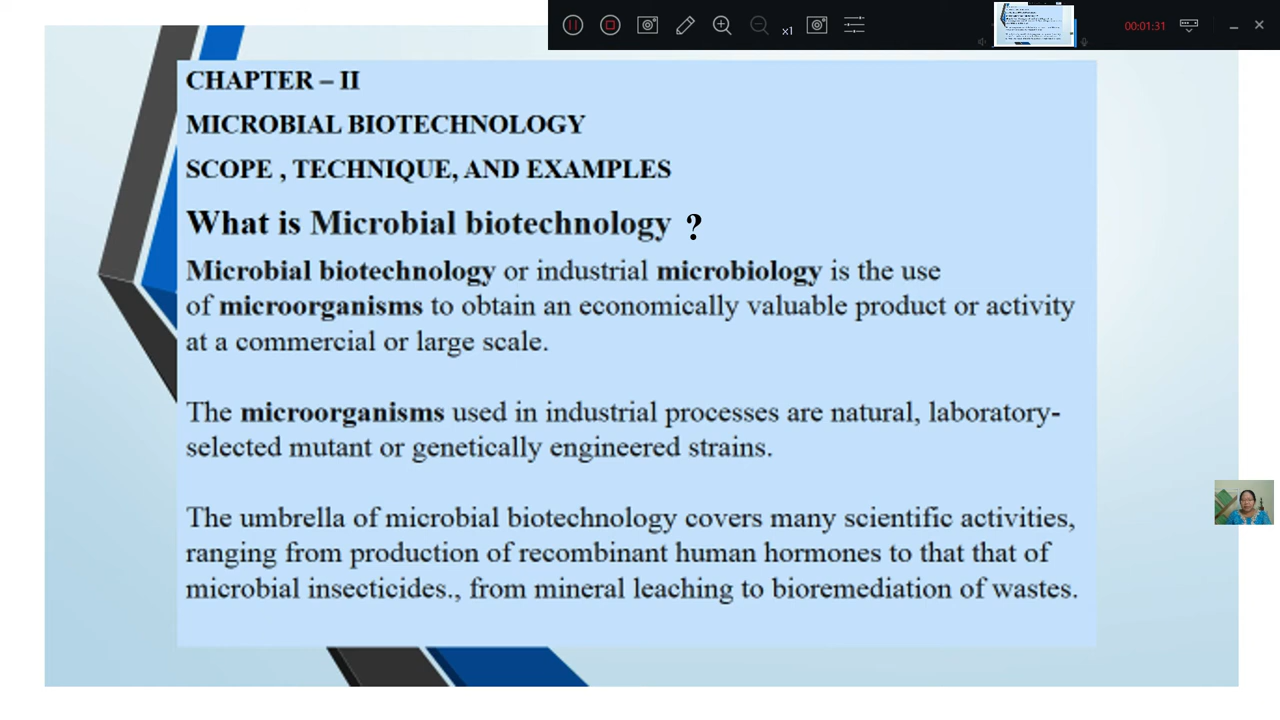 x1
00:01:31
CHAPTER – II
MICROBIAL BIOTECHNOLOGY
SCOPE , TECHNIQUE, AND EXAMPLES
What is Microbial biotechnology ?
Microbial biotechnology or industrial microbiology is the use
of microorganisms to obtain an economically valuable product or activity
at a commercial or large scale.
The microorganisms used in industrial processes are natural, laboratory-
selected mutant or genetically engineered strains.
The umbrella of microbial biotechnology covers many scientific activities,
ranging from production of recombinant human hormones to that that of
microbial insecticides., from mineral leaching to bioremediation of wastes.